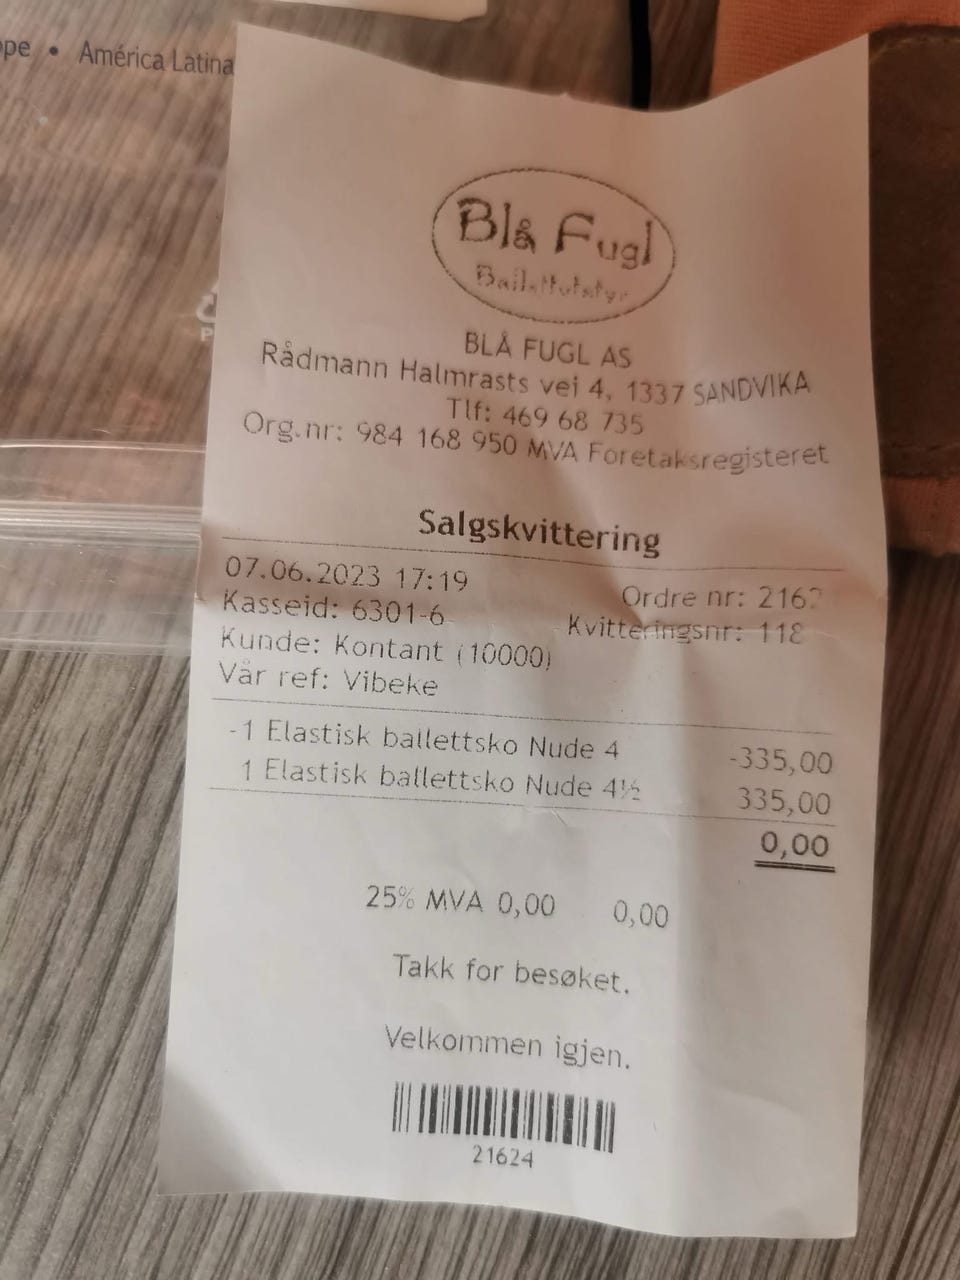 pe • América Latina
Blå Fugl
BLÅ FUGL AS
Rådmann Halmrasts vei 4, 1337 SANDVIKA
Tlf: 469 68 735
Org.nr: 984 168 950 MVA Foretaksregisteret
Salgskvittering
07.06.2023 17:19
Ordre nr:
Kasseid: 6301-6
Kvitteringsnr: 118
Kunde: Kontant (10000)
Vår ref: Vibeke
-1 Elastisk ballettsko Nude 4 -335,00
1 Elastisk ballettsko Nude 4½ 335,00
0,00
25% MVA 0,00 0,00
Takk for besøket.
Velkommen igjen.
21624